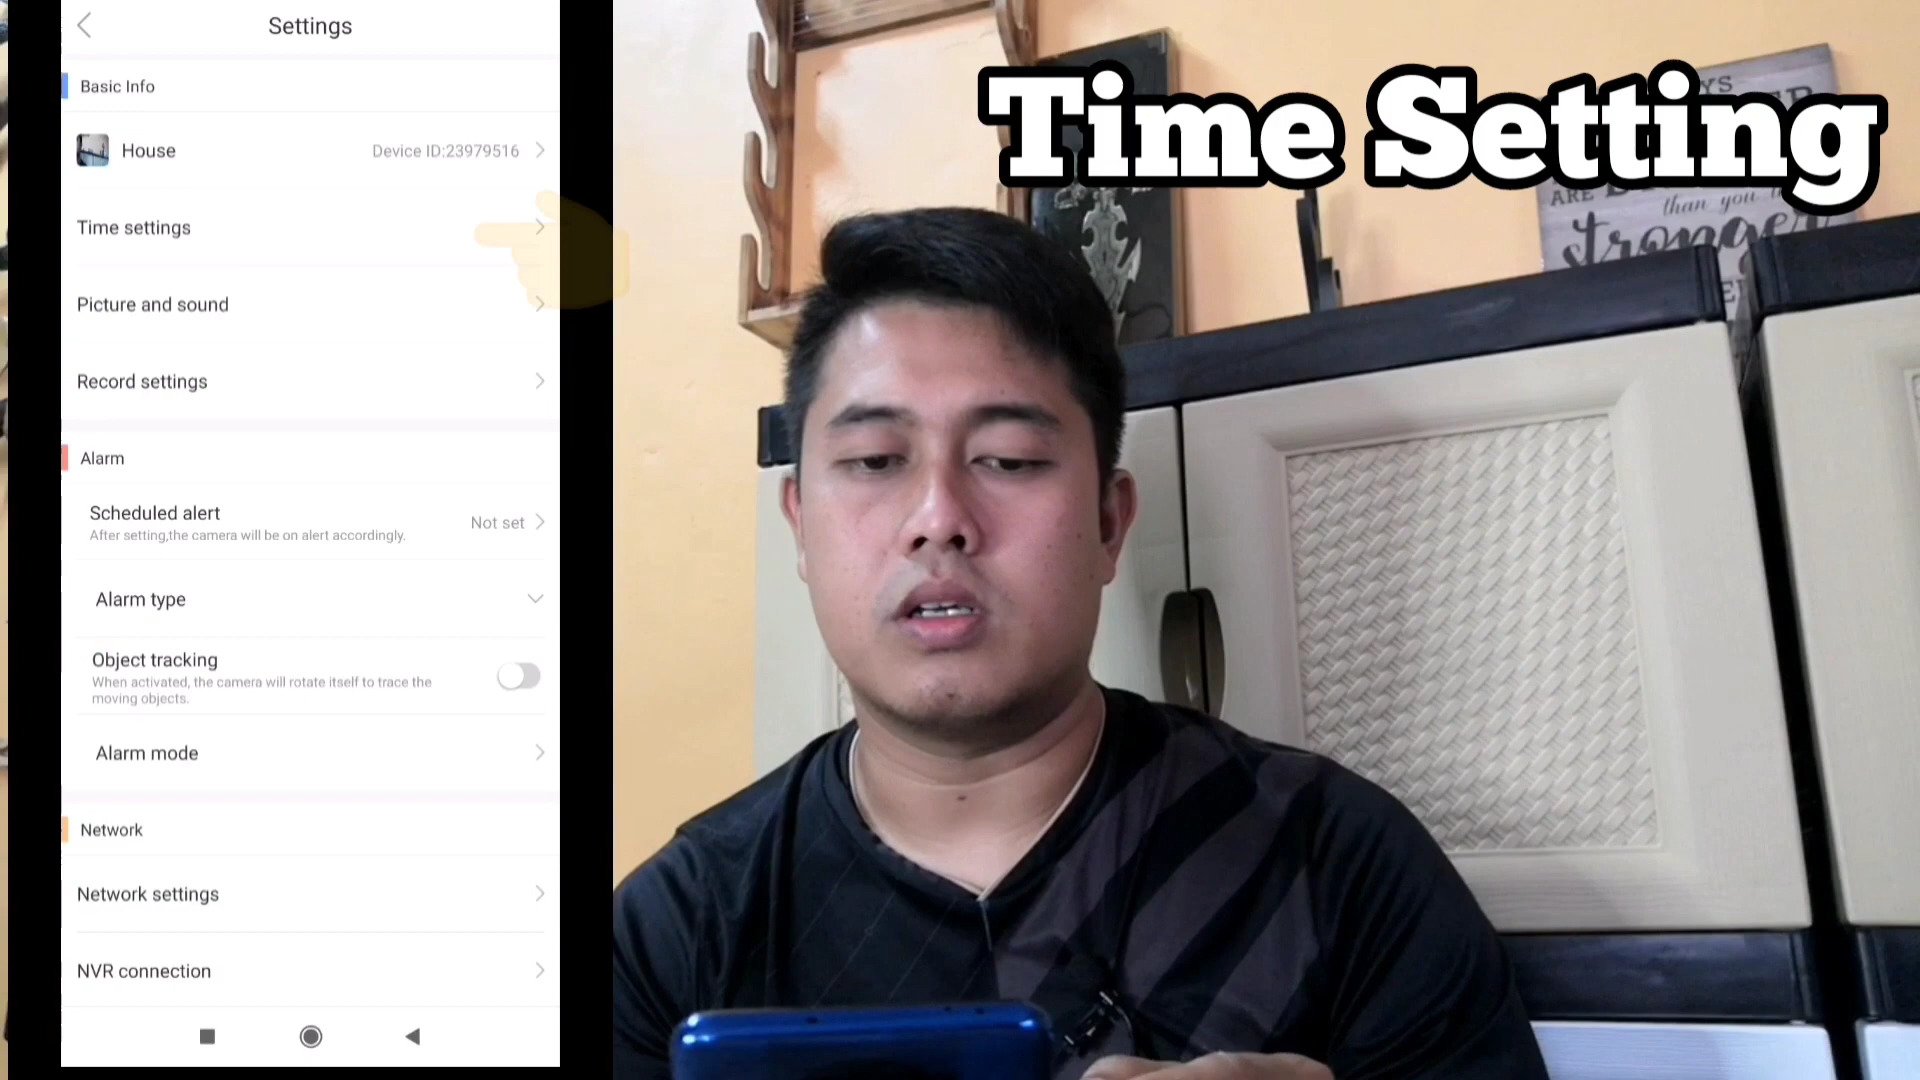 Settings
Basic Info
House
Device ID:23979516
Time settings
Picture and sound
Record settings
Alarm
Scheduled alert
Not set
After setting,the camera will be on alert accordingly.
Alarm type
Object tracking
When activated, the camera will rotate itself to trace the
moving objects.
Alarm mode
Network
Network settings
NVR connection
Time Setting
ARE
than you
stronger